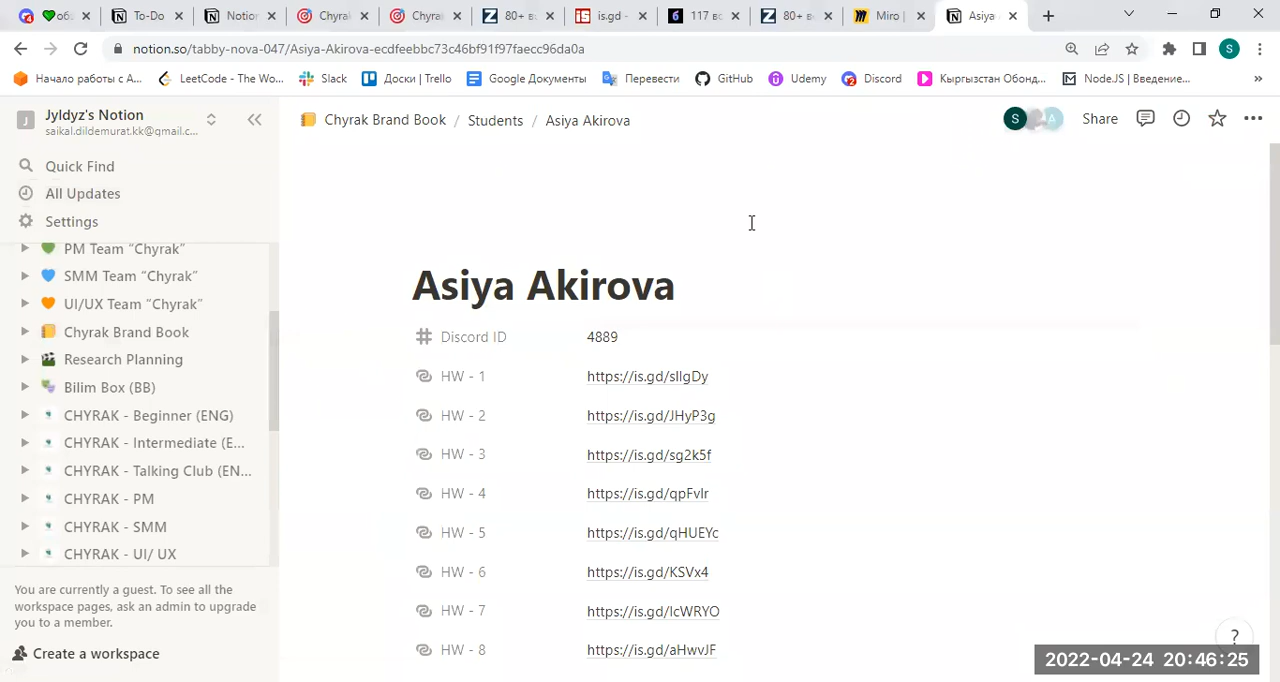 To-Do
Notion
Chyrak
Chyra
80+ в
is.gd -
117 в
80+ в
Miro |
Asiya
notion.so/tabby-nova-047/Asiya-Akirova-ecdfeebbc73c46bf91f97faecc96da0a
S
Начало работы с A...
LeetCode - The Wo...
Slack
Доски | Trello
Google Документы
Перевести
GitHub
Udemy
Discord
Кыргызстан Обонд...
Node.JS | Введение...
»
J
Jyldyz's Notion
saikal.dildemurat.kk@gmail.c...
Chyrak Brand Book / Students / Asiya Akirova
S
A
Share
Quick Find
All Updates
Settings
PM Team “Chyrak”
SMM Team “Chyrak”
UI/UX Team “Chyrak”
Chyrak Brand Book
Research Planning
Bilim Box (BB)
CHYRAK - Beginner (ENG)
CHYRAK - Intermediate (E...
CHYRAK - Talking Club (EN...
CHYRAK - PM
CHYRAK - SMM
CHYRAK - UI/ UX
You are currently a guest. To see all the
workspace pages, ask an admin to upgrade
you to a member.
Create a workspace
Asiya Akirova
Discord ID 4889
HW - 1 https://is.gd/sIIgDy
HW - 2 https://is.gd/JHyP3g
HW - 3 https://is.gd/sg2k5f
HW - 4 https://is.gd/qpFvIr
HW - 5 https://is.gd/qHUEYc
HW - 6 https://is.gd/KSVx4
HW - 7 https://is.gd/IcWRYO
HW - 8 https://is.gd/aHwvJF
?
2022-04-24 20:46:25